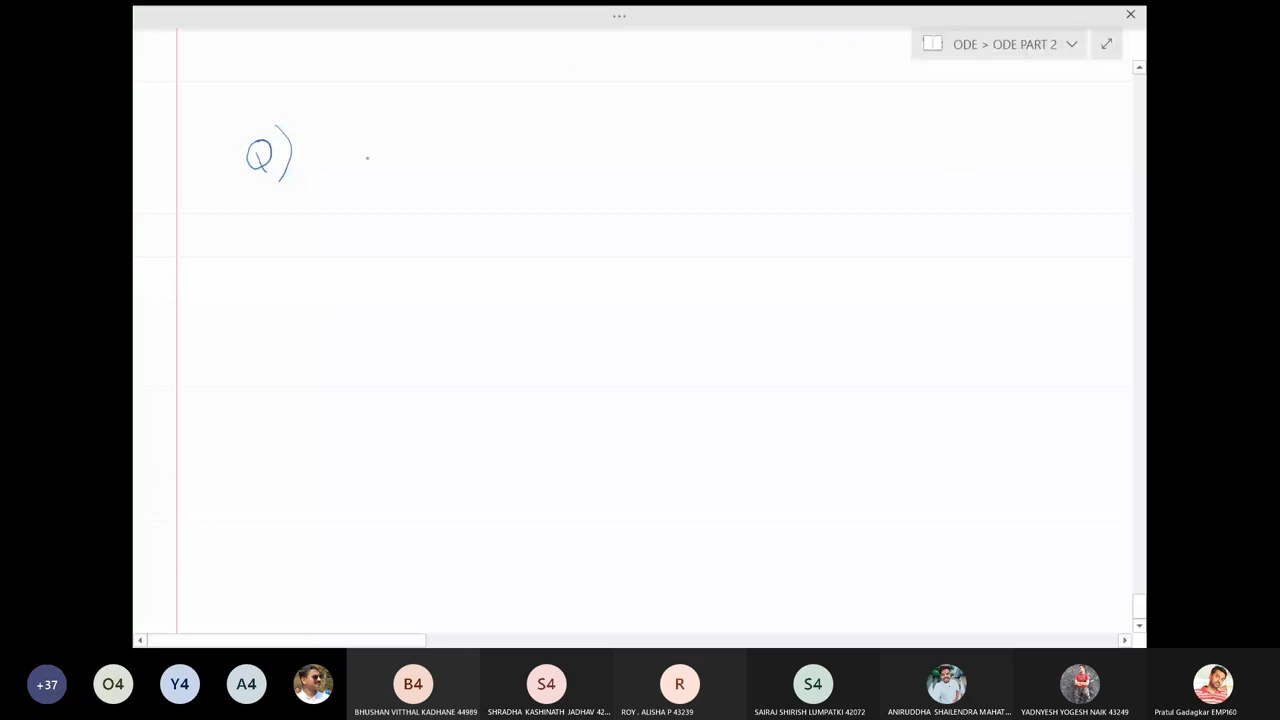 ...
ODE > ODE PART 2
Q)
+37
O4
Y4
A4
B4
S4
R
S4
BHUSHAN VITTHAL KADHANE 44989
SHRADHA KASHINATH JADHAV 42...
ROY . ALISHA P 43239
SAIRAJ SHIRISH LUMPATKI 42072
ANIRUDDHA SHAILENDRA MAHAT...
YADNYESH YOGESH NAIK 43249
Pratul Gadagkar EMPI60